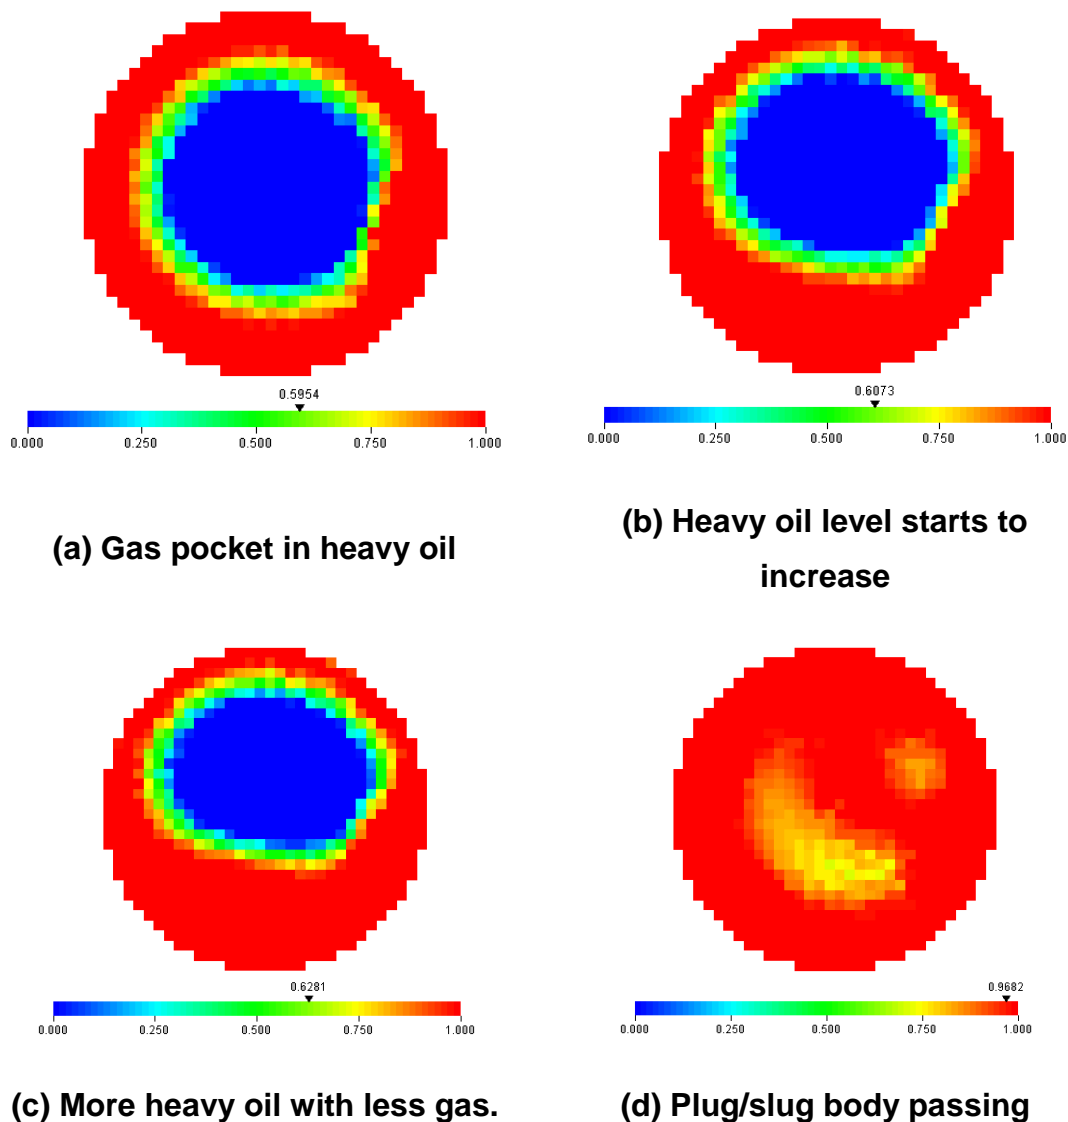 0.5954
0.000 0.250 0.500 0.750 1.000
(a) Gas pocket in heavy oil
0.6073
0.000 0.250 0.500 0.750 1.000
(b) Heavy oil level starts to
increase
0.6281
0.000 0.250 0.500 0.750 1.000
(c) More heavy oil with less gas.
0.9682
0.000 0.250 0.500 0.750 1.000
(d) Plug/slug body passing